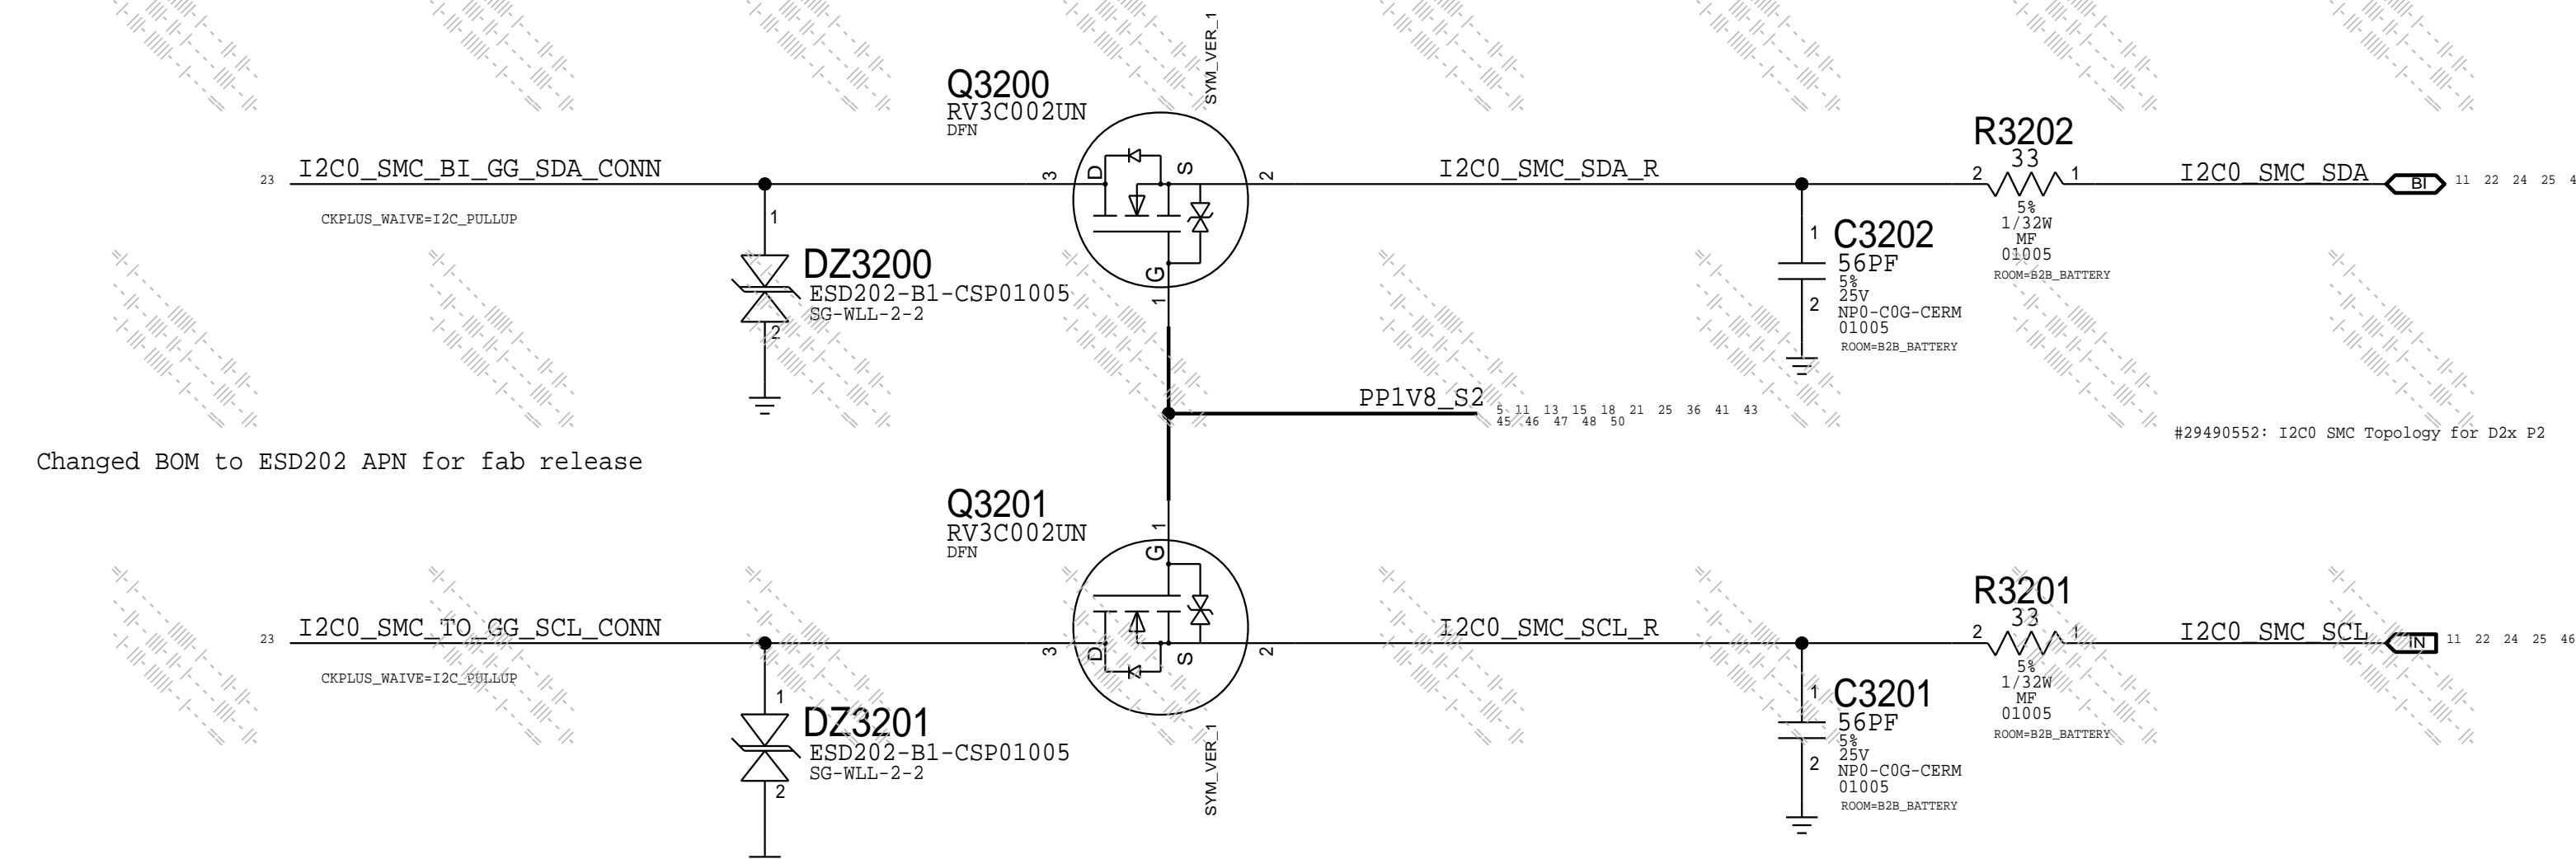 SYM_VER_1
Q3200
RV3C002UN
DFN
R3202
33
23 I2C0_SMC_BI_GG_SDA_CONN
3 D S 2
I2C0_SMC_SDA_R
2 1
I2C0_SMC_SDA
BI 11 22 24 25
CKPLUS_WAIVE=I2C_PULLUP
1
5%
1/32W
MF
01005
ROOM=B2B_BATTERY
DZ3200
ESD202-B1-CSP01005
SG-WLL-2-2
2
G
1
1 C3202
56PF
5%
25V
2 NP0-C0G-CERM
01005
ROOM=B2B_BATTERY
PP1V8_S2
5 11 13 15 18 21 25 36 41 43
45 46 47 48 50
#29490552: I2C0 SMC Topology for D2x P2
Changed BOM to ESD202 APN for fab release
Q3201
RV3C002UN
DFN
1
G
R3201
33
23 I2C0_SMC_TO_GG_SCL_CONN
3 D S 2
I2C0_SMC_SCL_R
2 1
I2C0_SMC_SCL
IN 11 22 24 25 46
CKPLUS_WAIVE=I2C_PULLUP
5%
1/32W
MF
01005
ROOM=B2B_BATTERY
1
DZ3201
ESD202-B1-CSP01005
SG-WLL-2-2
2
1 C3201
56PF
5%
25V
2 NP0-C0G-CERM
01005
ROOM=B2B_BATTERY
SYM_VER_1